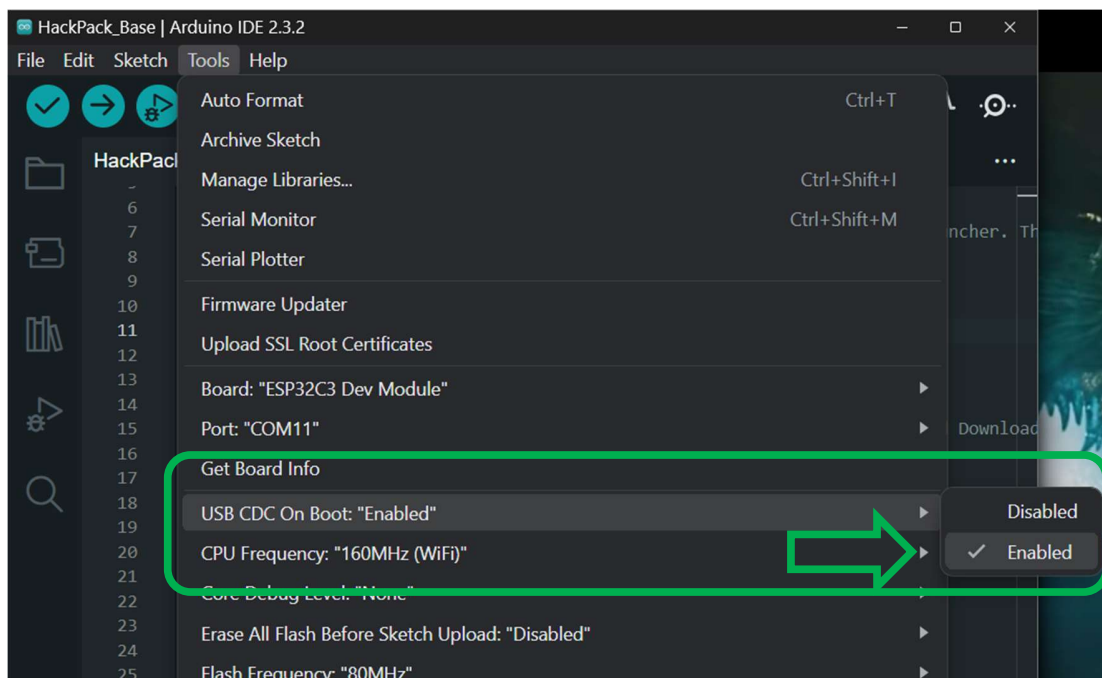 HackPack_Base | Arduino IDE 2.3.2
File Edit Sketch Tools Help
Auto Format Ctrl+T
Archive Sketch
HackPack
Manage Libraries... Ctrl+Shift+I
6
Serial Monitor Ctrl+Shift+M
7
ncher. Th
8
Serial Plotter
9
10
Firmware Updater
11
Upload SSL Root Certificates
12
13
Board: "ESP32C3 Dev Module"
14
15
Port: "COM11"
Download
16
Get Board Info
17
18
USB CDC On Boot: "Enabled"
Disabled
19
20
CPU Frequency: "160MHz (WiFi)"
Enabled
21
Core Debug Level: "None"
22
23
Erase All Flash Before Sketch Upload: "Disabled"
24
25
Flash Frequency: "80MHz"